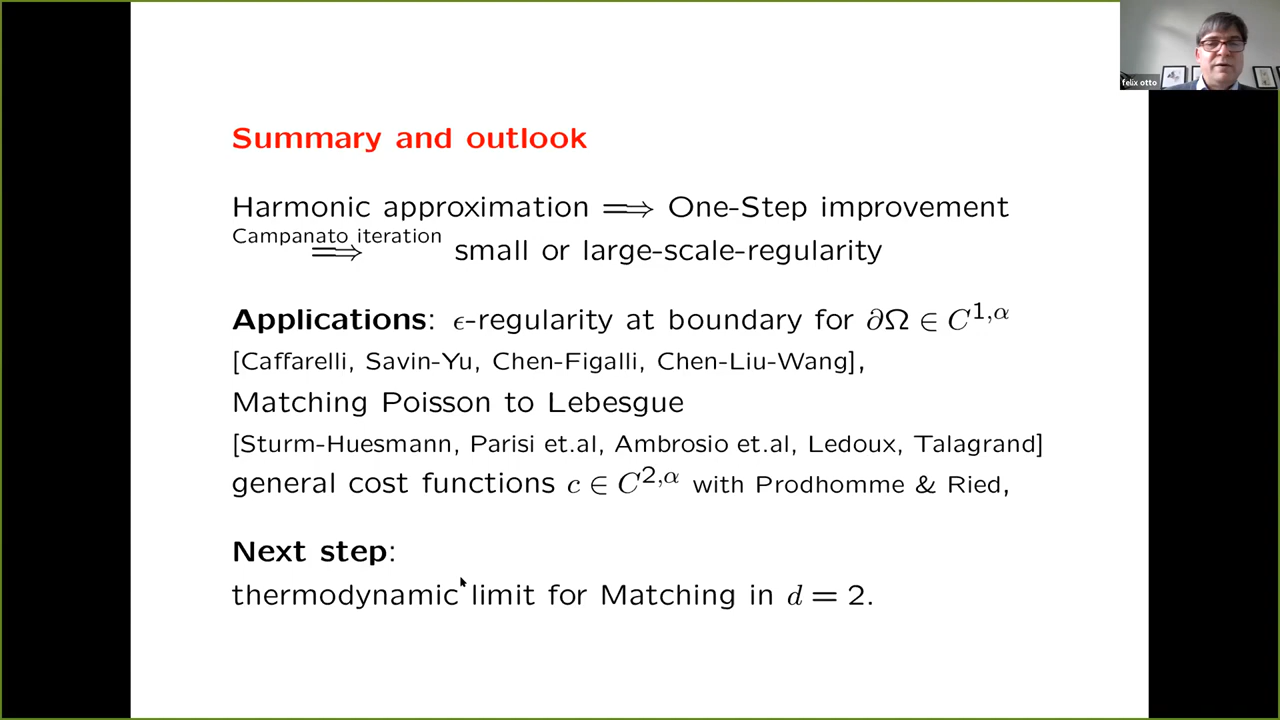 felix otto
Summary and outlook
Harmonic approximation ⟹ One-Step improvement
Campanato iteration
⟹ small or large-scale-regularity
Applications: ϵ-regularity at boundary for ∂Ω ∈ C^{1,α}
[Caffarelli, Savin-Yu, Chen-Figalli, Chen-Liu-Wang],
Matching Poisson to Lebesgue
[Sturm-Huesmann, Parisi et.al, Ambrosio et.al, Ledoux, Talagrand]
general cost functions c ∈ C^{2,α} with Prodhomme & Ried,
Next step:
thermodynamic limit for Matching in d = 2.